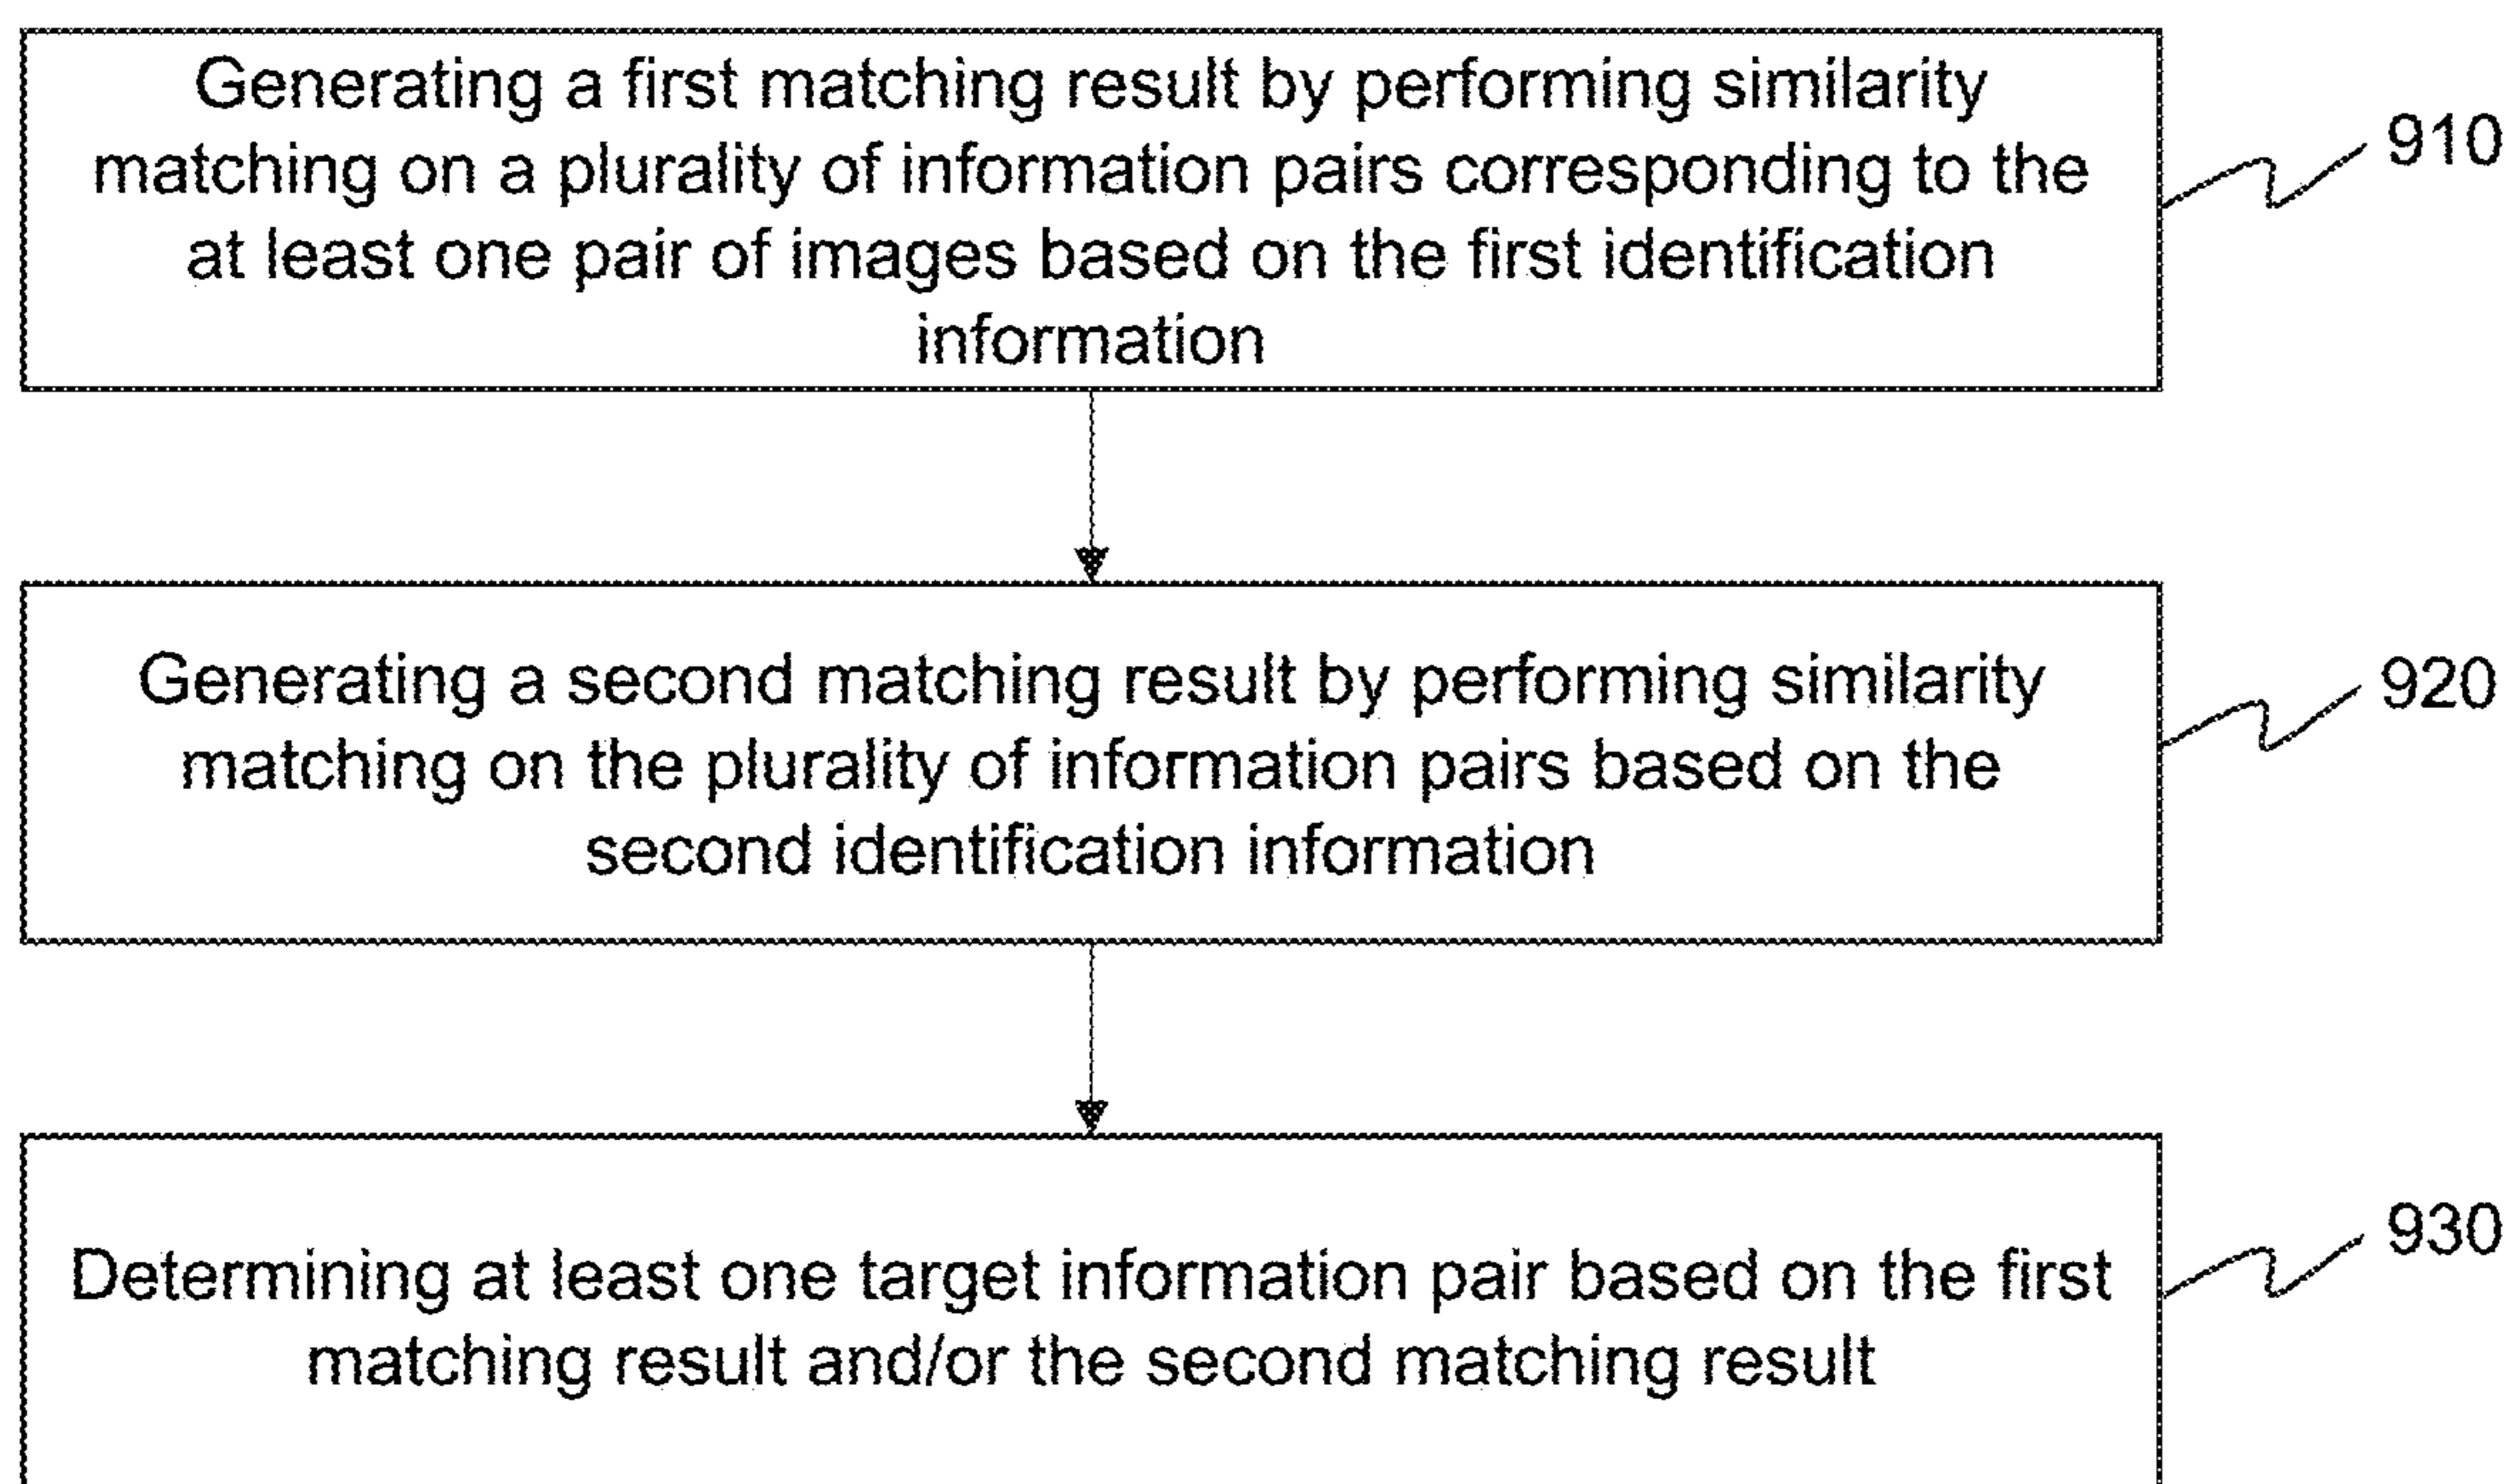 Generating a first matching result by performing similarity
matching on a plurality of information pairs corresponding to the
at least one pair of images based on the first identification
information
910
Generating a second matching result by performing similarity
matching on the plurality of information pairs based on the
second identification information
920
Determining at least one target information pair based on the first
matching result and/or the second matching result
930